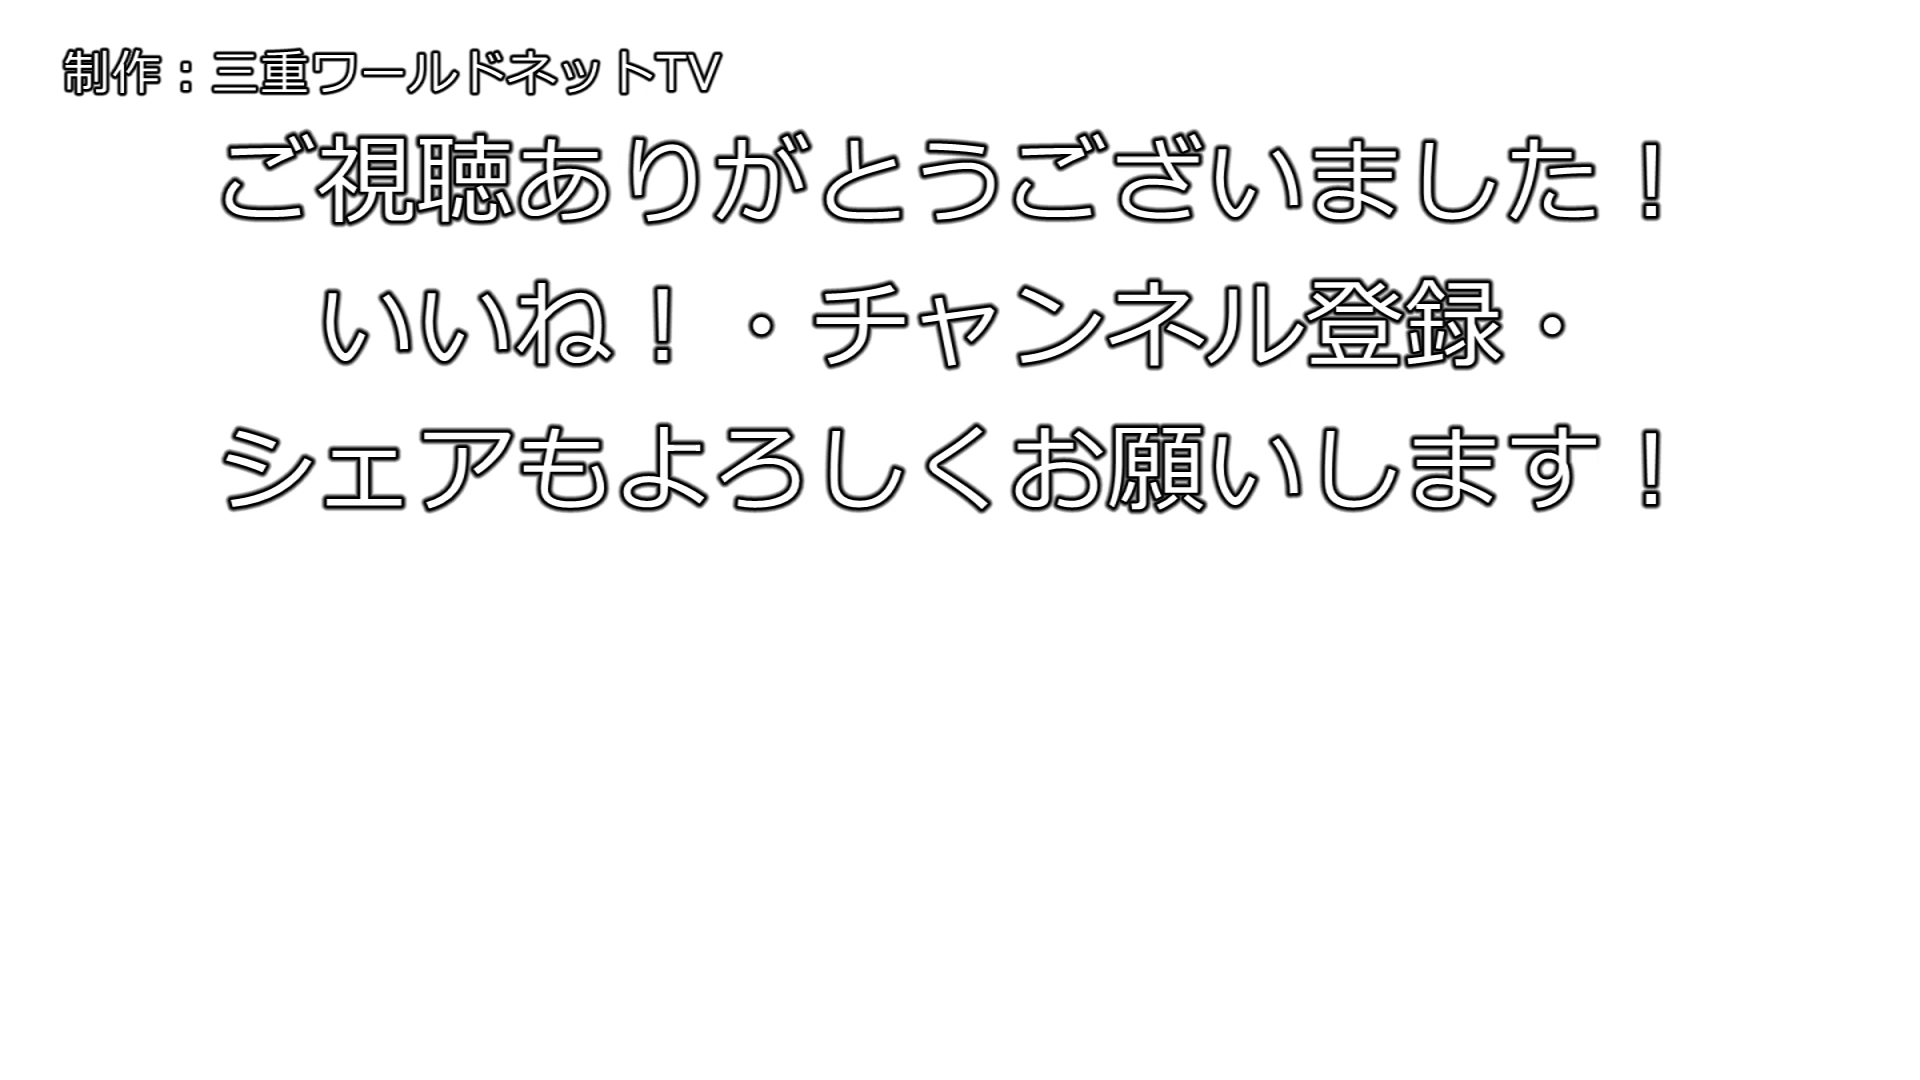 制作：三重ワールドネットTV
ご視聴ありがとうございました！
いいね！・チャンネル登録・
シェアもよろしくお願いします！